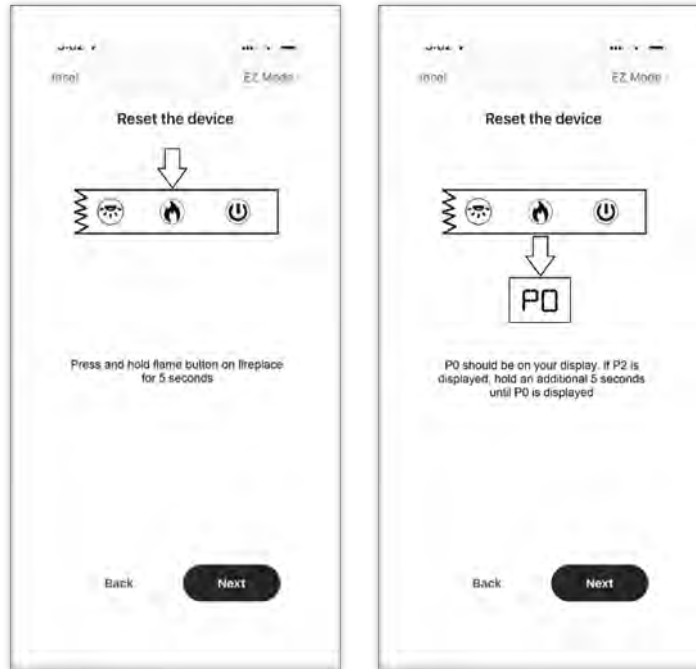 EZ Mode
Reset the device
Press and hold flame button on fireplace
for 5 seconds
Back
Next
EZ Mode
Reset the device
P0
P0 should be on your display. If P2 is
displayed, hold an additional 5 seconds
until P0 is displayed
Back
Next